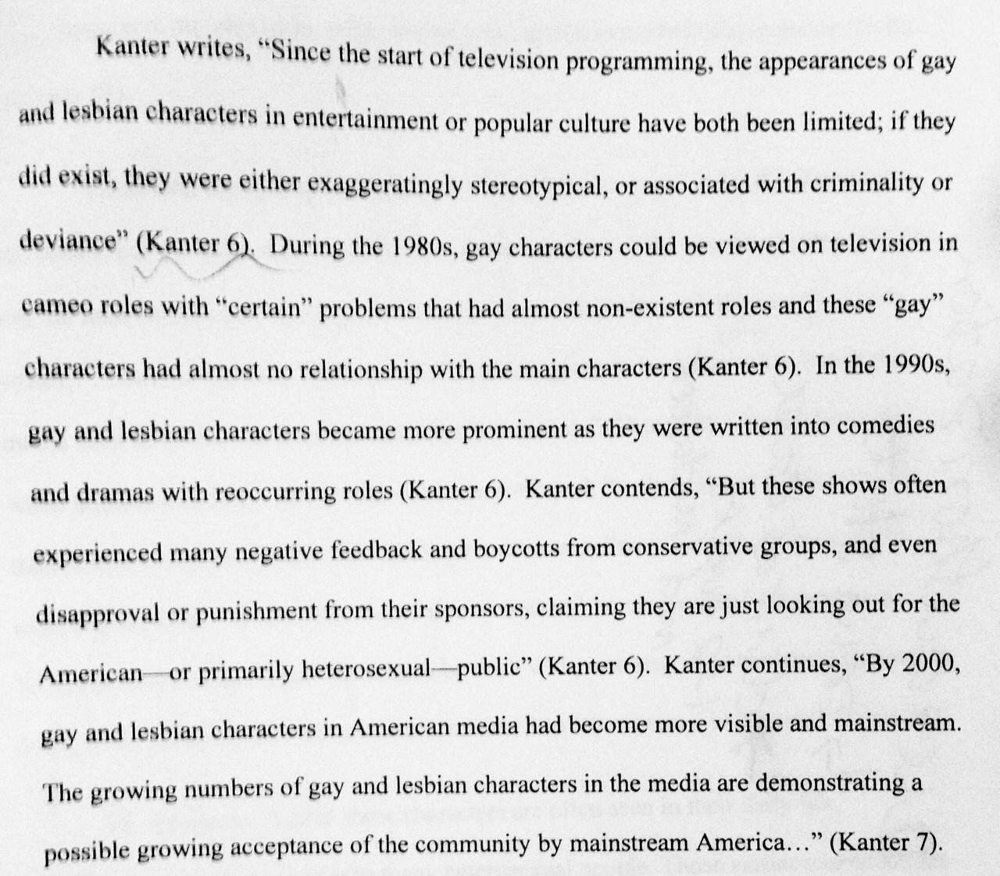 Kanter writes, “Since the start of television programming, the appearances of gay
and lesbian characters in entertainment or popular culture have both been limited; if they
did exist, they were either exaggeratingly stereotypical, or associated with criminality or
deviance” (Kanter 6).  During the 1980s, gay characters could be viewed on television in
cameo roles with “certain” problems that had almost non-existent roles and these “gay”
characters had almost no relationship with the main characters (Kanter 6).  In the 1990s,
gay and lesbian characters became more prominent as they were written into comedies
and dramas with reoccurring roles (Kanter 6).  Kanter contends, “But these shows often
experienced many negative feedback and boycotts from conservative groups, and even
disapproval or punishment from their sponsors, claiming they are just looking out for the
American—or primarily heterosexual—public” (Kanter 6).  Kanter continues, “By 2000,
gay and lesbian characters in American media had become more visible and mainstream.
The growing numbers of gay and lesbian characters in the media are demonstrating a
possible growing acceptance of the community by mainstream America…” (Kanter 7).